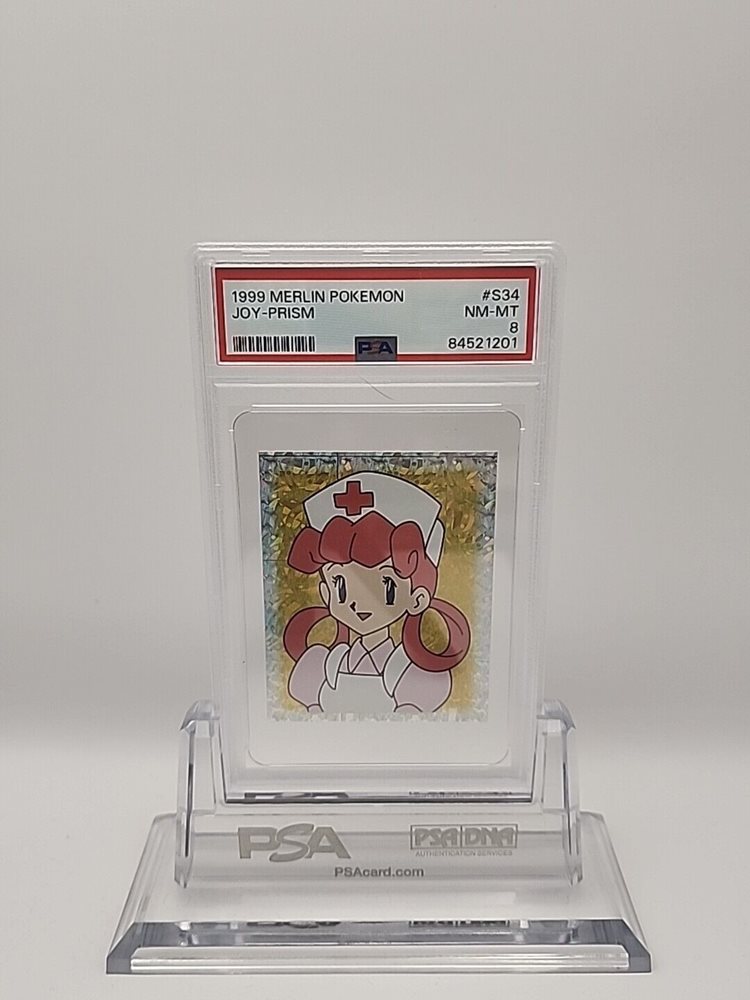 1999 MERLIN POKEMON #S34
JOY-PRISM NM-MT
8
PSA 84521201
PSA PSA DNA
AUTHENTICATION SERVICES
PSAcard.com